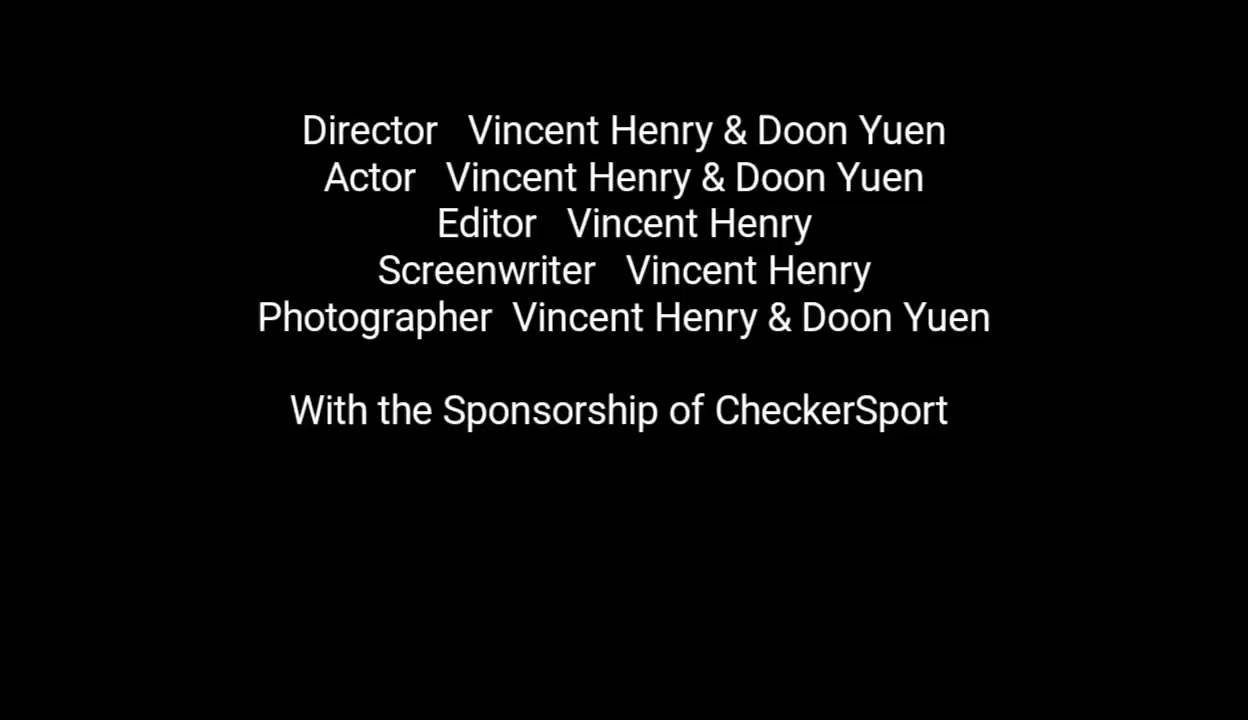 Director   Vincent Henry & Doon Yuen
Actor   Vincent Henry & Doon Yuen
Editor   Vincent Henry
Screenwriter   Vincent Henry
Photographer  Vincent Henry & Doon Yuen
With the Sponsorship of CheckerSport